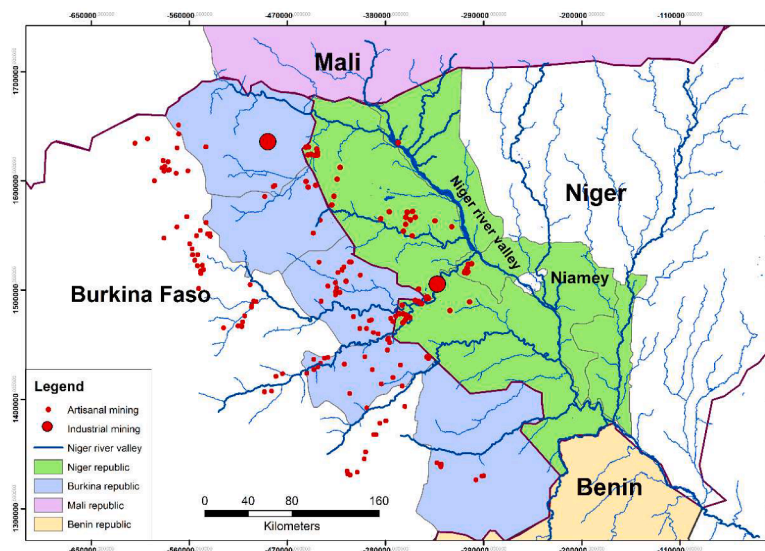 -650000 -560000 -470000 -380000 -290000 -200000 -110000
Mali
1700000
1600000
Niger
Niger river valley
Niamey
1500000
Burkina Faso
Legend
Artisanal mining
Industrial mining
Niger river valley
Niger republic
Burkina republic
Mali republic
Benin republic
1400000
Benin
0 40 80 160
Kilometers
1300000
-650000 -560000 -470000 -380000 -290000 -200000 -110000